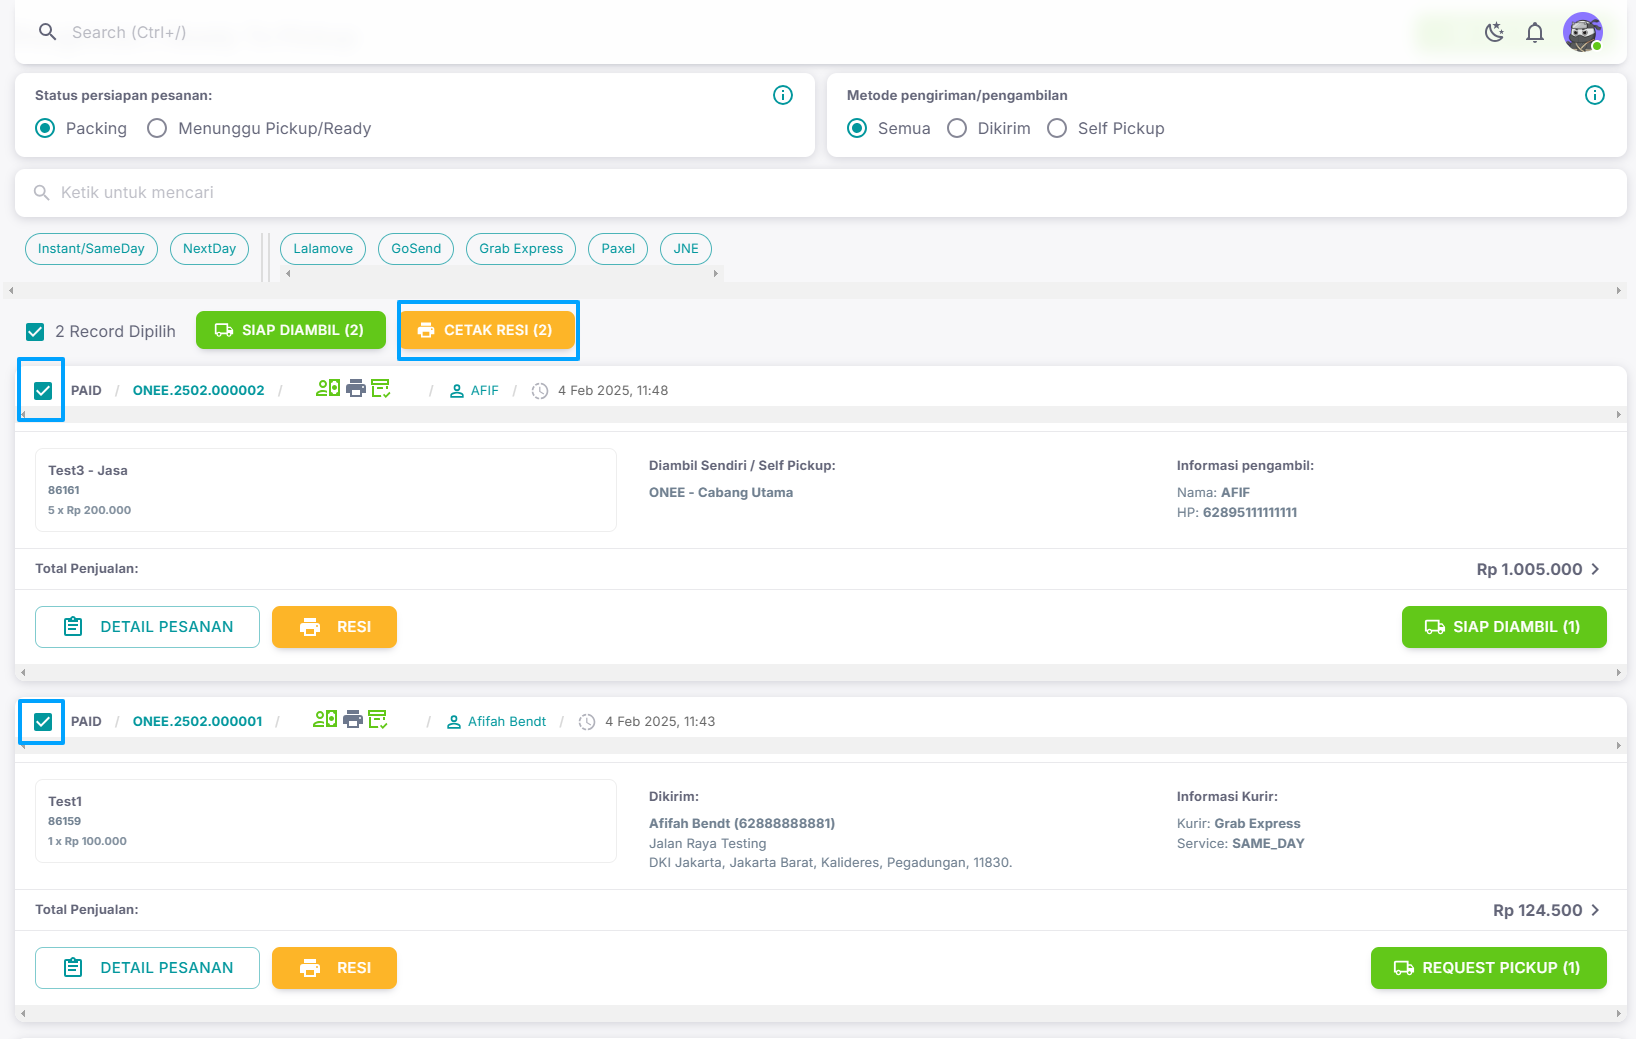 Search (Ctrl+/)
Status persiapan pesanan:
Packing Menunggu Pickup/Ready
Metode pengiriman/pengambilan
Semua Dikirim Self Pickup
Ketik untuk mencari
Instant/SameDay NextDay Lalamove GoSend Grab Express Paxel JNE
2 Record Dipilih SIAP DIAMBIL (2) CETAK RESI (2)
PAID / ONEE.2502.000002 / / AFIF / 4 Feb 2025, 11:48
Test3 - Jasa
86161
5 x Rp 200.000
Diambil Sendiri / Self Pickup:
ONEE - Cabang Utama
Informasi pengambil:
Nama: AFIF
HP: 62895111111111
Total Penjualan: Rp 1.005.000
DETAIL PESANAN RESI SIAP DIAMBIL (1)
PAID / ONEE.2502.000001 / / Afifah Bendt / 4 Feb 2025, 11:43
Test1
86159
1 x Rp 100.000
Dikirim:
Afifah Bendt (62888888881)
Jalan Raya Testing
DKI Jakarta, Jakarta Barat, Kalideres, Pegadungan, 11830.
Informasi Kurir:
Kurir: Grab Express
Service: SAME_DAY
Total Penjualan: Rp 124.500
DETAIL PESANAN RESI REQUEST PICKUP (1)